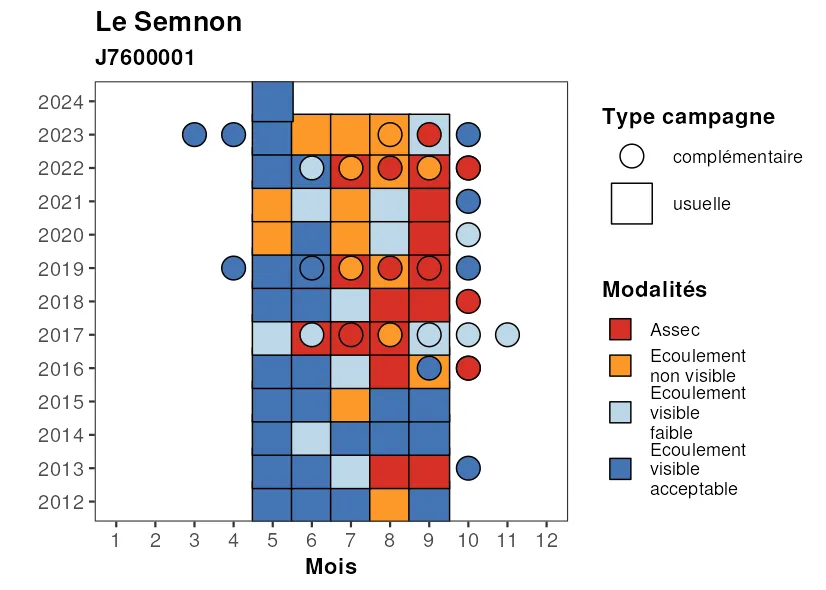 Le Semnon
J7600001
2024
2023
2022
2021
2020
2019
2018
2017
2016
2015
2014
2013
2012
1 2 3 4 5 6 7 8 9 10 11 12
Mois
Type campagne
complémentaire
usuelle
Modalités
Assec
Ecoulement
non visible
Ecoulement
visible
faible
Ecoulement
visible
acceptable